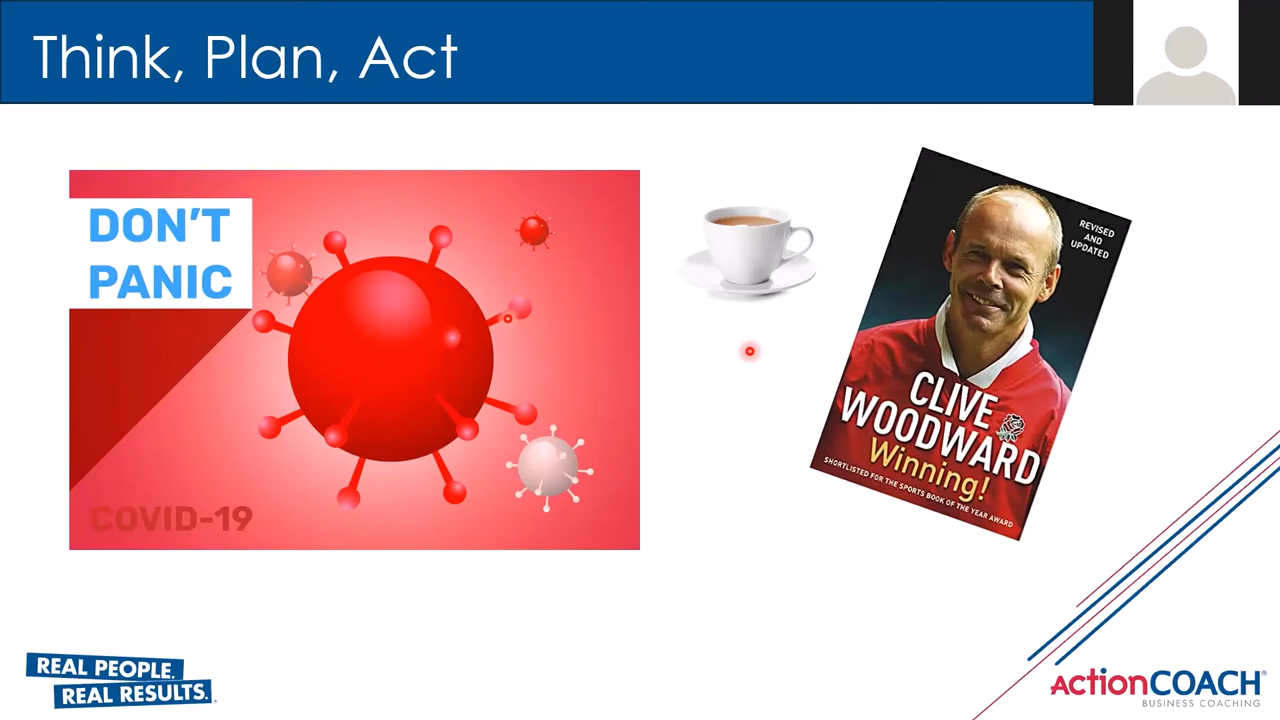 Think, Plan, Act
DON'T
PANIC
COVID-19
REVISED
AND
UPDATED
CLIVE
WOODWARD
Winning!
SHORTLISTED FOR THE SPORTS BOOK OF THE YEAR AWARD
REAL PEOPLE.
REAL RESULTS.
ActionCOACH®
BUSINESS COACHING